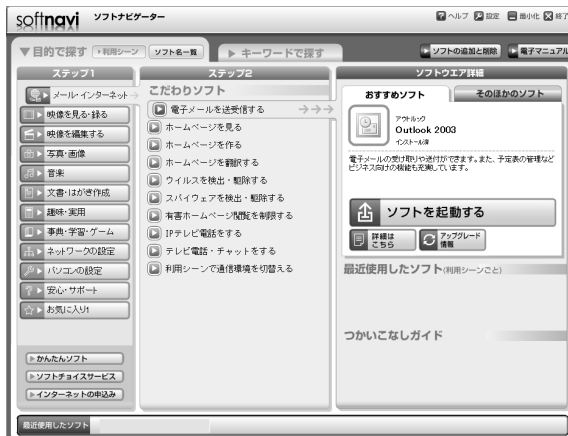 softnavi ソフトナビゲーター
ヘルプ 設定 最小化 終了
▼目的で探す ▶利用シーン ソフト名一覧 ▶キーワードで探す
ソフトの追加と削除 電子マニュアル
ステップ1
メール・インターネット
映像を見る・録る
映像を編集する
写真・画像
音楽
文書・はがき作成
趣味・実用
事典・学習・ゲーム
ネットワークの設定
パソコンの設定
安心・サポート
お気に入り1
かんたんソフト
ソフトチョイスサービス
インターネットの申込み
ステップ2
こだわりソフト
電子メールを送受信する
ホームページを見る
ホームページを作る
ホームページを翻訳する
ウイルスを検出・駆除する
スパイウェアを検出・駆除する
有害ホームページ閲覧を制限する
IPテレビ電話をする
テレビ電話・チャットをする
利用シーンで通信環境を切替える
ソフトウエア詳細
おすすめソフト そのほかのソフト
アウトルック
Outlook 2003
インストール済
電子メールの受け取りや送付ができます。また、予定表の管理など
ビジネス向けの機能も充実しています。
ソフトを起動する
詳細は
こちら
アップグレード
情報
最近使用したソフト(利用シーンごと)
つかいこなしガイド
最近使用したソフト